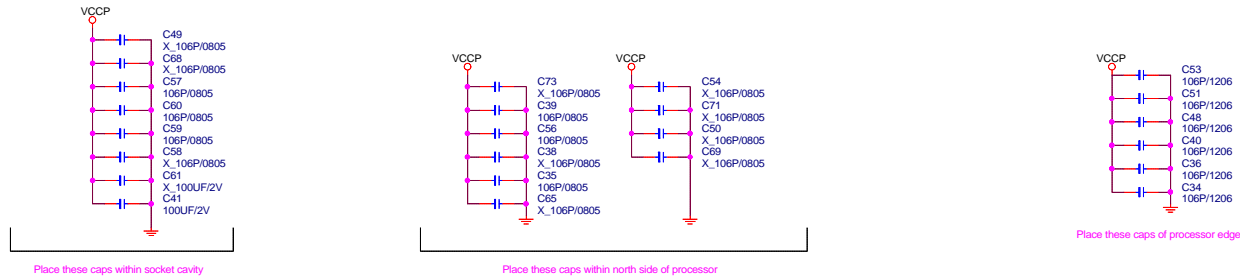 VCCP
C49
X_106P/0805
C68
X_106P/0805
C57
106P/0805
C60
106P/0805
C59
106P/0805
C58
X_106P/0805
C61
X_100UF/2V
C41
100UF/2V
Place these caps within socket cavity
VCCP
C73
X_106P/0805
C39
106P/0805
C56
106P/0805
C38
X_106P/0805
C35
106P/0805
C65
X_106P/0805
VCCP
C54
X_106P/0805
C71
X_106P/0805
C50
X_106P/0805
C69
X_106P/0805
Place these caps within north side of processor
VCCP
C53
106P/1206
C51
106P/1206
C48
106P/1206
C40
106P/1206
C36
106P/1206
C34
106P/1206
Place these caps of processor edge